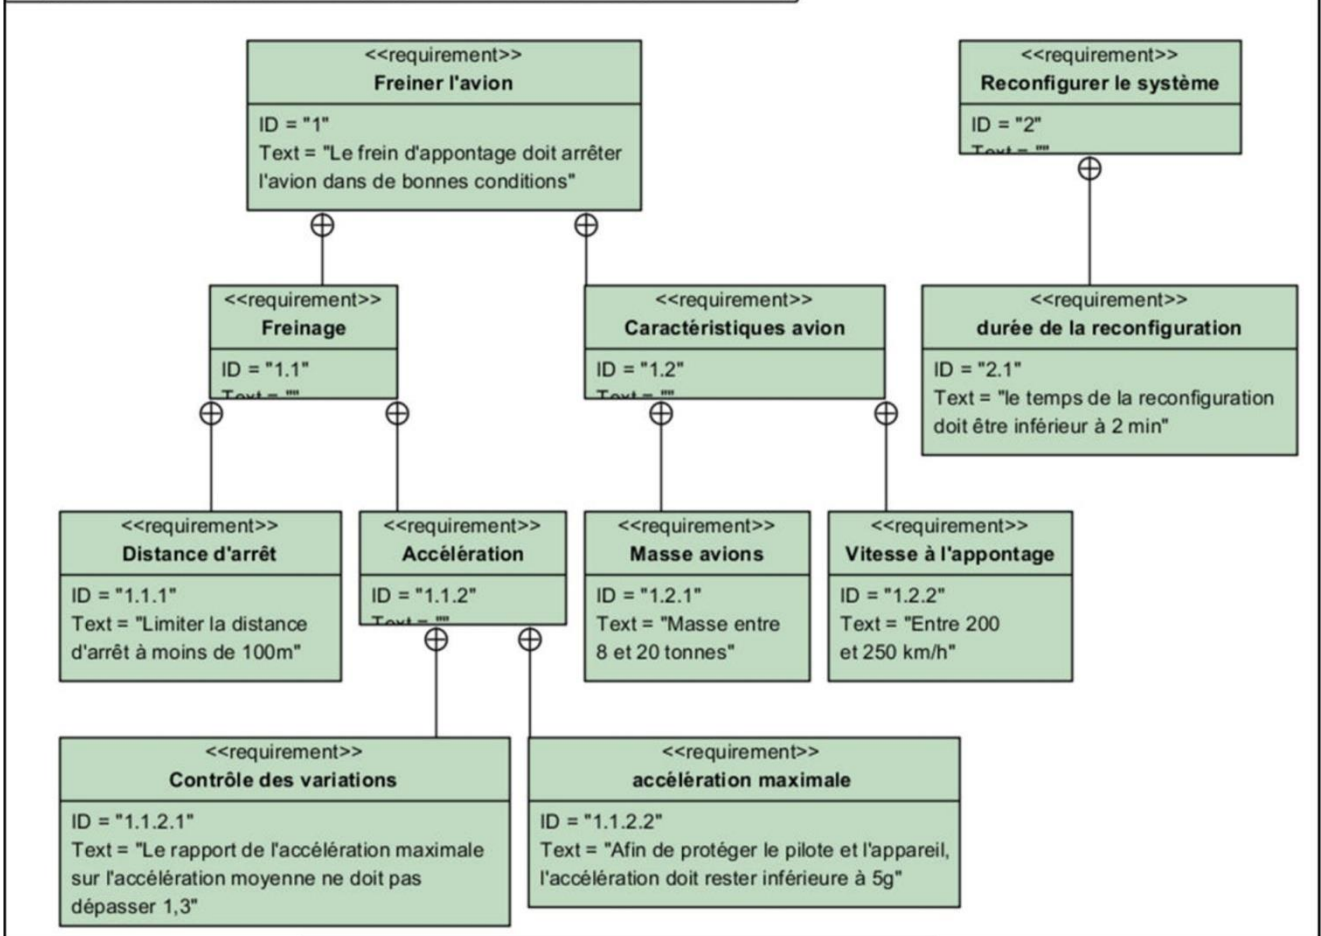 <<requirement>>
Freiner l'avion
ID = "1"
Text = "Le frein d'appontage doit arrêter
l'avion dans de bonnes conditions"
<<requirement>>
Reconfigurer le système
ID = "2"
Text = ""
<<requirement>>
Freinage
ID = "1.1"
Text = ""
<<requirement>>
Caractéristiques avion
ID = "1.2"
Text = ""
<<requirement>>
durée de la reconfiguration
ID = "2.1"
Text = "le temps de la reconfiguration
doit être inférieur à 2 min"
<<requirement>>
Distance d'arrêt
ID = "1.1.1"
Text = "Limiter la distance
d'arrêt à moins de 100m"
<<requirement>>
Accélération
ID = "1.1.2"
Text = ""
<<requirement>>
Masse avions
ID = "1.2.1"
Text = "Masse entre
8 et 20 tonnes"
<<requirement>>
Vitesse à l'appontage
ID = "1.2.2"
Text = "Entre 200
et 250 km/h"
<<requirement>>
Contrôle des variations
ID = "1.1.2.1"
Text = "Le rapport de l'accélération maximale
sur l'accélération moyenne ne doit pas
dépasser 1,3"
<<requirement>>
accélération maximale
ID = "1.1.2.2"
Text = "Afin de protéger le pilote et l'appareil,
l'accélération doit rester inférieure à 5g"